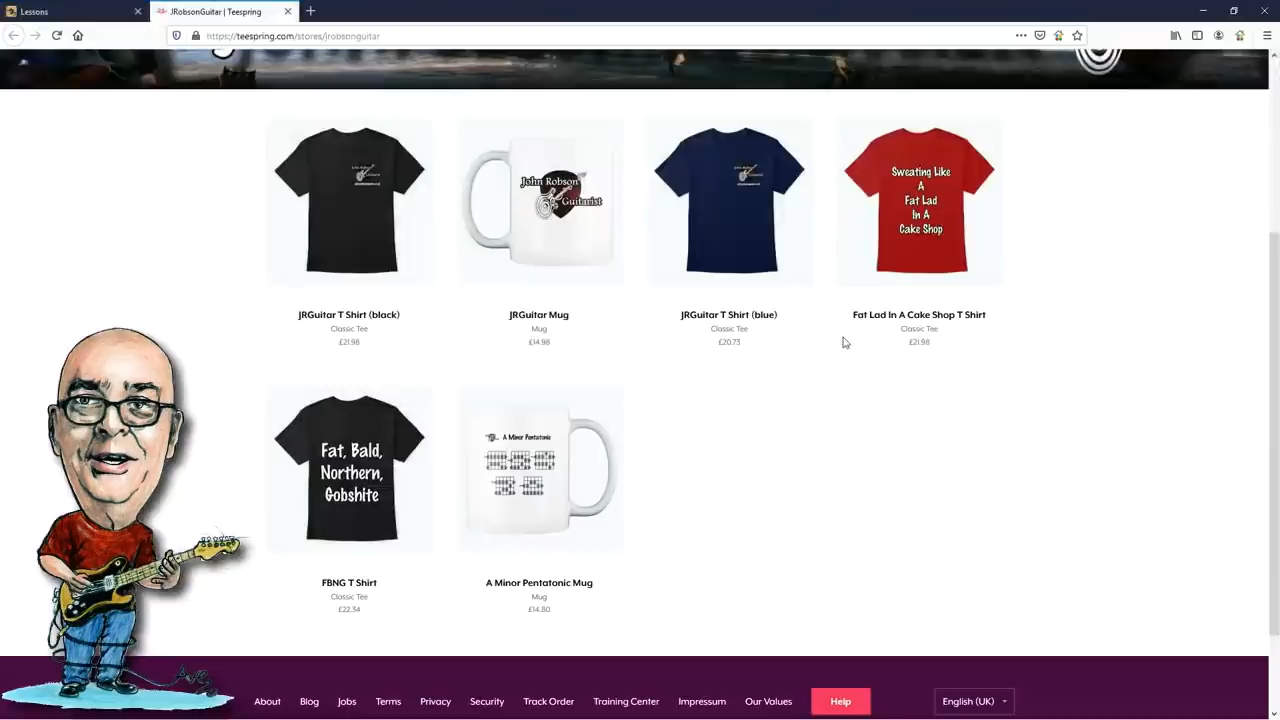 Lessons
JRobsonGuitar | Teespring
https://teespring.com/stores/jrobsonguitar
John Robson
Guitarist
Sweating Like
A
Fat Lad
In A
Cake Shop
JRGuitar T Shirt (black)
Classic Tee
£21.98
JRGuitar Mug
Mug
£14.98
JRGuitar T Shirt (blue)
Classic Tee
£20.73
Fat Lad In A Cake Shop T Shirt
Classic Tee
£21.98
Fat, Bald,
Northern,
Gobshite
A Minor Pentatonic
FBNG T Shirt
Classic Tee
£22.34
A Minor Pentatonic Mug
Mug
£14.80
About Blog Jobs Terms Privacy Security Track Order Training Center Impressum Our Values Help English (UK)